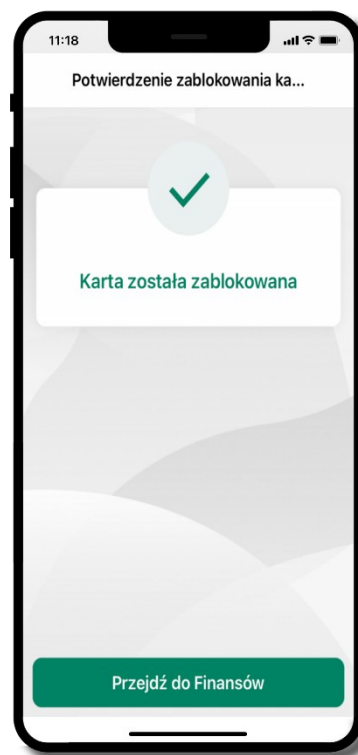 11:18
Potwierdzenie zablokowania ka...
Karta została zablokowana
Przejdź do Finansów